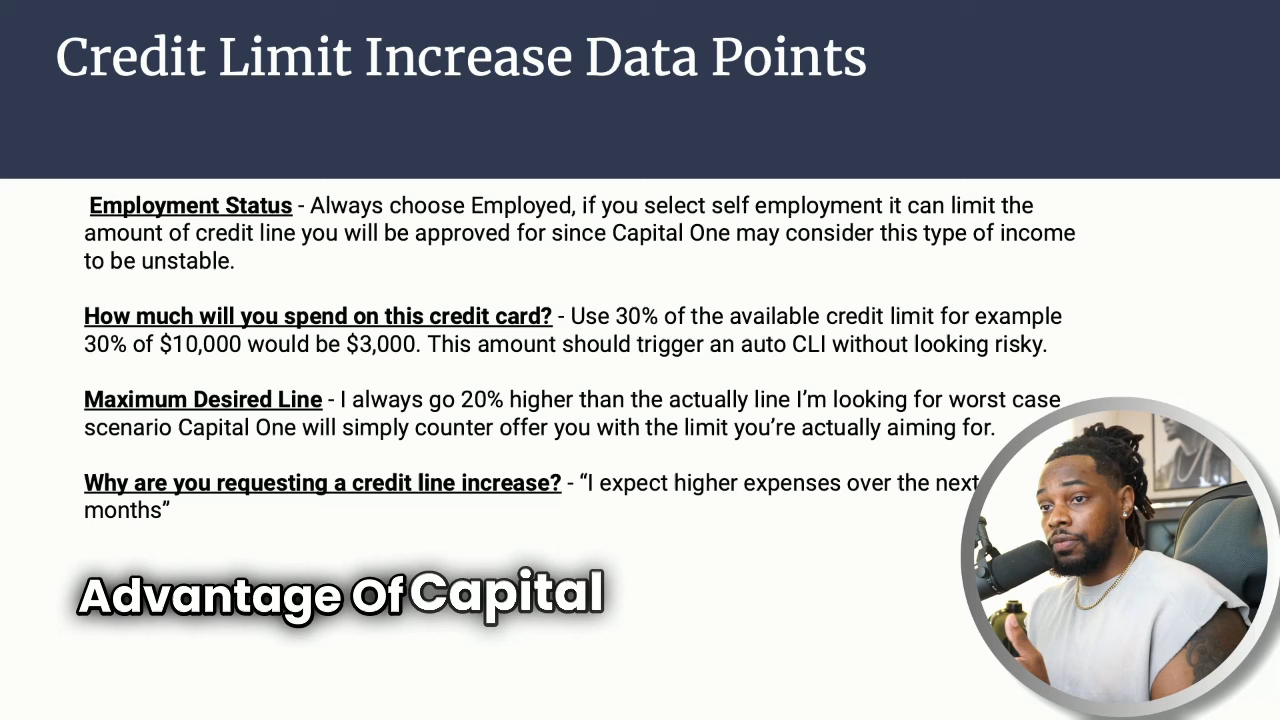 Credit Limit Increase Data Points
Employment Status - Always choose Employed, if you select self employment it can limit the
amount of credit line you will be approved for since Capital One may consider this type of income
to be unstable.
How much will you spend on this credit card? - Use 30% of the available credit limit for example
30% of $10,000 would be $3,000. This amount should trigger an auto CLI without looking risky.
Maximum Desired Line - I always go 20% higher than the actually line I’m looking for worst case
scenario Capital One will simply counter offer you with the limit you’re actually aiming for.
Why are you requesting a credit line increase? - “I expect higher expenses over the next
months”
Advantage Of Capital